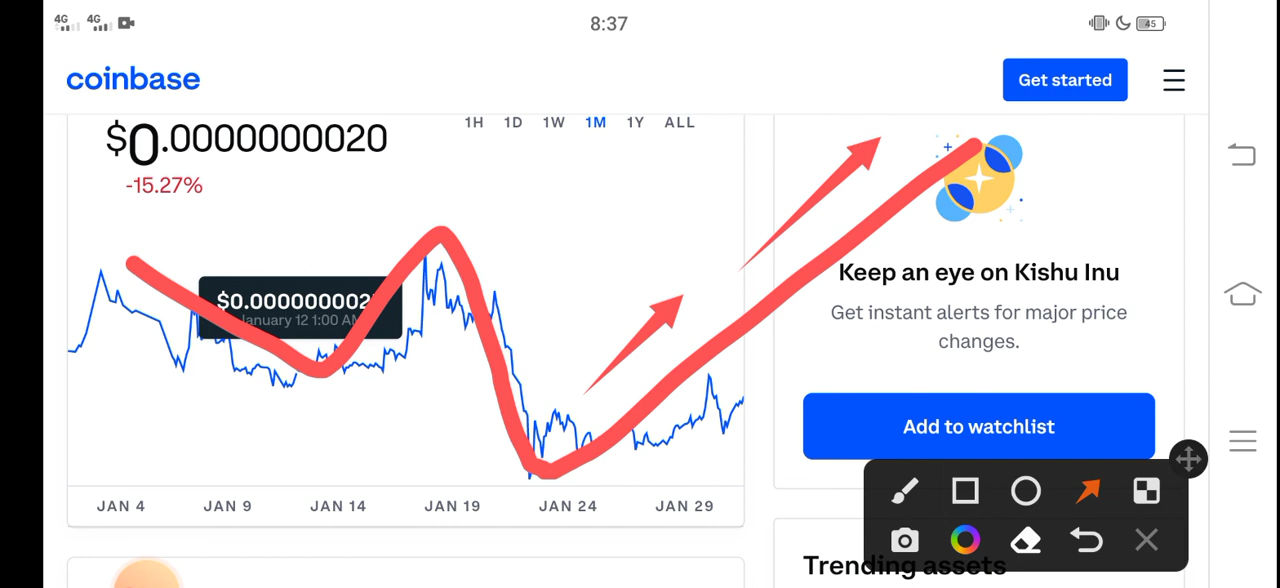 4G 4G 8:37 45
coinbase Get started
$0.0000000020 1H 1D 1W 1M 1Y ALL
-15.27%
$0.000000002
January 12 1:00 AM
JAN 4 JAN 9 JAN 14 JAN 19 JAN 24 JAN 29
Keep an eye on Kishu Inu
Get instant alerts for major price
changes.
Add to watchlist
Trending assets